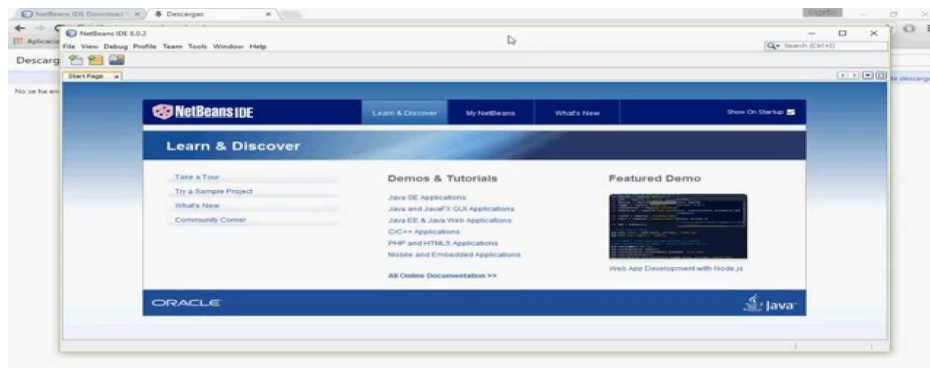 NetBeans IDE Download
Descargas
Aplicacio
NetBeans IDE 8.0.2
File View Debug Profile Team Tools Window Help
Search (Ctrl+I)
Descarg
Start Page
No se ha en
de descarga
NetBeans IDE
Learn & Discover
My NetBeans
What's New
Show On Startup
Learn & Discover
Take a Tour
Try a Sample Project
What's New
Community Corner
Demos & Tutorials
Java SE Applications
Java and JavaFX GUI Applications
Java EE & Java Web Applications
C/C++ Applications
PHP and HTML5 Applications
Mobile and Embedded Applications
All Online Documentation >>
Featured Demo
Web App Development with Node.js
ORACLE
Java